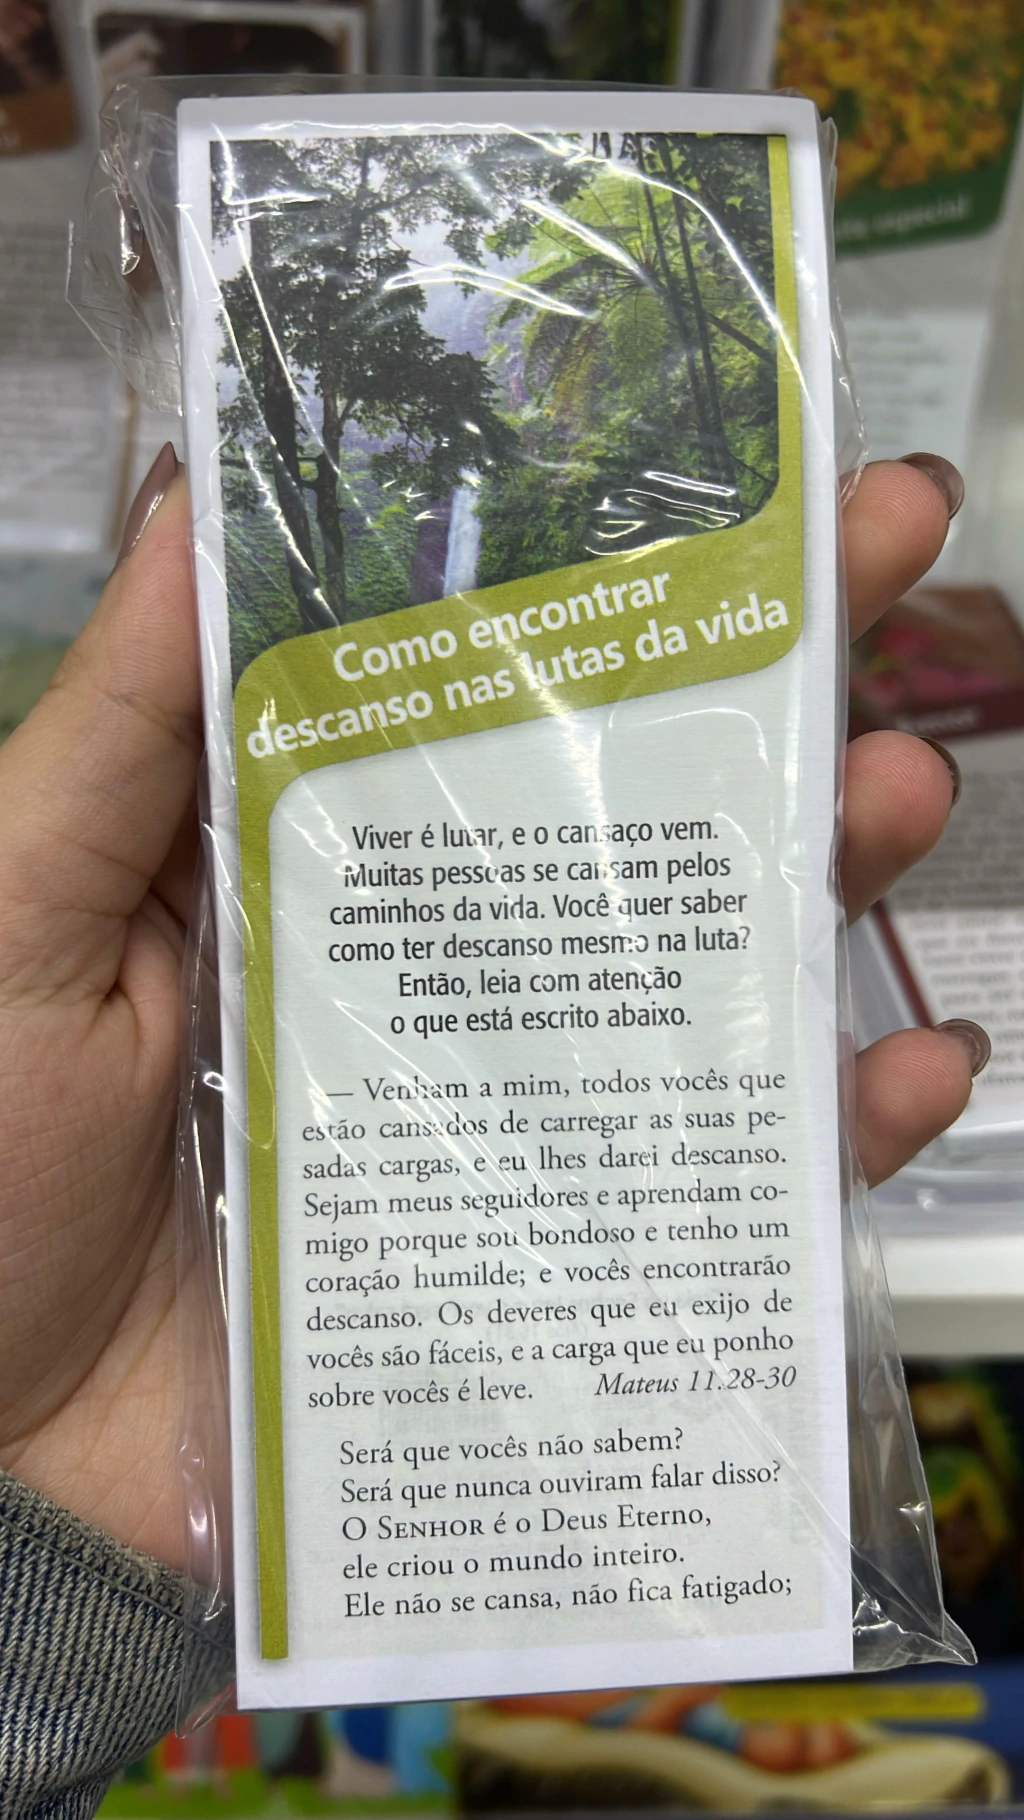 Como encontrar
descanso nas lutas da vida
Viver é lutar, e o cansaço vem.
Muitas pessoas se cansam pelos
caminhos da vida. Você quer saber
como ter descanso mesmo na luta?
Então, leia com atenção
o que está escrito abaixo.
— Venham a mim, todos vocês que
estão cansados de carregar as suas pe-
sadas cargas, e eu lhes darei descanso.
Sejam meus seguidores e aprendam co-
migo porque sou bondoso e tenho um
coração humilde; e vocês encontrarão
descanso. Os deveres que eu exijo de
vocês são fáceis, e a carga que eu ponho
sobre vocês é leve. Mateus 11.28-30
Será que vocês não sabem?
Será que nunca ouviram falar disso?
O SENHOR é o Deus Eterno,
ele criou o mundo inteiro.
Ele não se cansa, não fica fatigado;
especial